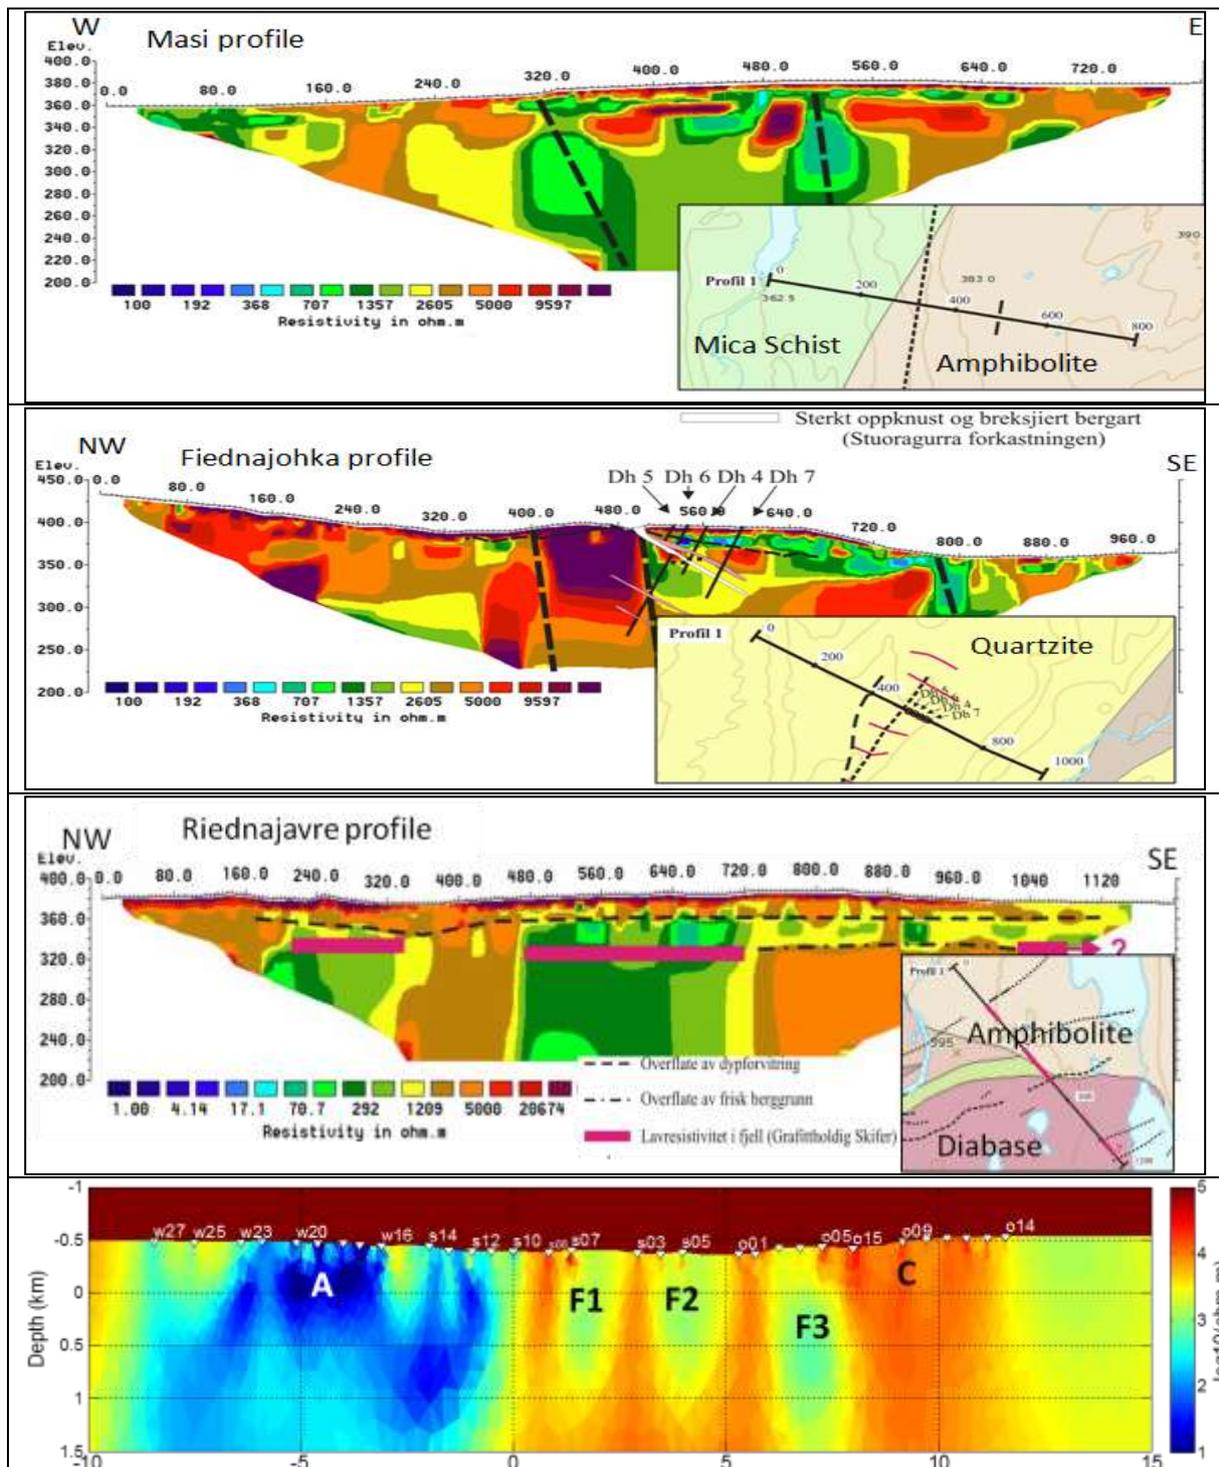 W
E
Masi profile
Elev.
400.0
380.0
360.0
340.0
320.0
300.0
280.0
260.0
240.0
220.0
200.0
0.0 80.0 160.0 240.0 320.0 400.0 480.0 560.0 640.0 720.0
100 192 368 707 1357 2605 5000 9597
Resistivity in ohm.m
Profil 1
0
200
400
600
800
362 5
383 0
390
Mica Schist
Amphibolite
Sterkt oppknust og breksjiert bergart
(Stuoragurra forkastningen)
NW
SE
Fiednajohka profile
Dh 5 Dh 6 Dh 4 Dh 7
Elev.
450.0
400.0
350.0
300.0
250.0
200.0
0.0 80.0 160.0 240.0 320.0 400.0 480.0 560.0 640.0 720.0 800.0 880.0 960.0
100 192 368 707 1357 2605 5000 9597
Resistivity in ohm.m
Profil 1
0
200
400
800
1000
Quartzite
Dh 4
Dh 7
Riednajavre profile
NW
SE
Elev.
400.0
360.0
320.0
280.0
240.0
200.0
0.0 80.0 160.0 240.0 320.0 400.0 480.0 560.0 640.0 720.0 800.0 880.0 960.0 1040 1120
?
1.00 4.14 17.1 70.7 292 1209 5000 20674
Resistivity in ohm.m
Overflate av dypforvitring
Overflate av frisk berggrunn
Lavresistivitet i fjell (Grafittholdig Skifer)
Profil 1
0
Amphibolite
Diabase
-1
-0.5
0
0.5
1
1.5
Depth (km)
w27 w25 w23 w20 w16 s14 s12 s10 s07 s03 s05 o01 o05 o15 o09 o14
A
F1
F2
F3
C
-10 -5 0 5 10 15
5
4
3
2
1